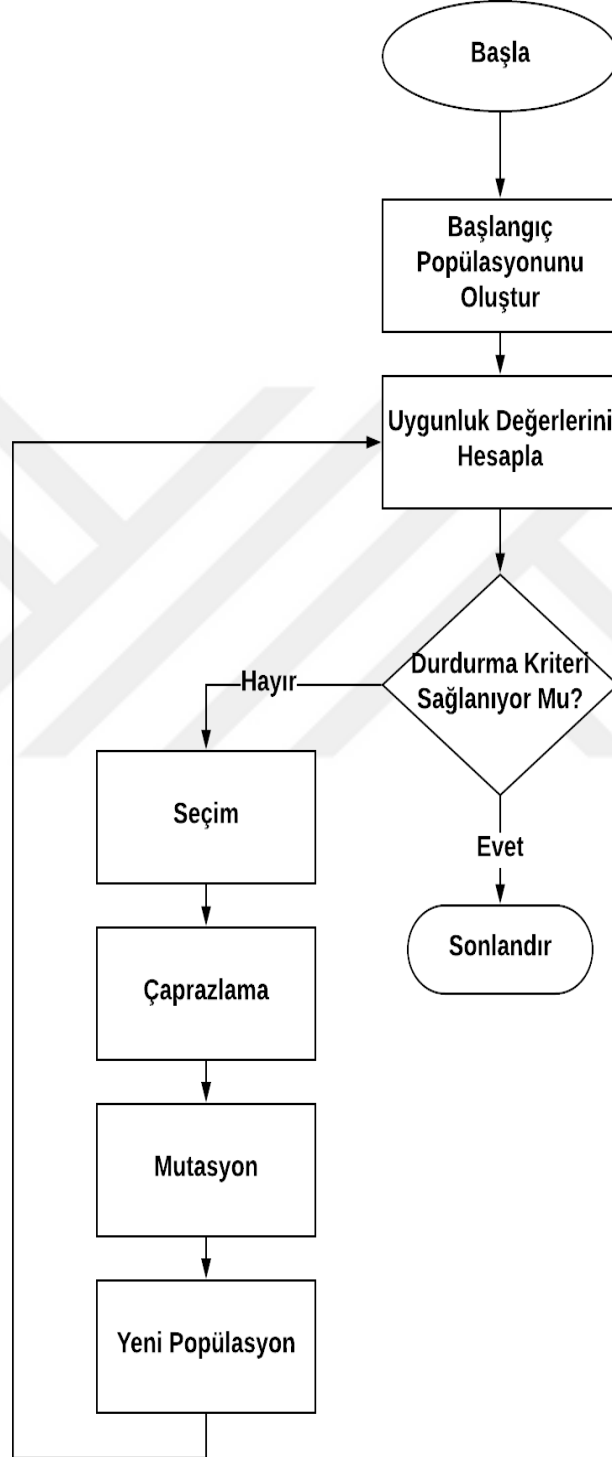 Başla
Başlangıç
Popülasyonunu
Oluştur
Uygunluk Değerlerini
Hesapla
Durdurma Kriteri
Sağlanıyor Mu?
Hayır
Evet
Seçim
Sonlandır
Çaprazlama
Mutasyon
Yeni Popülasyon